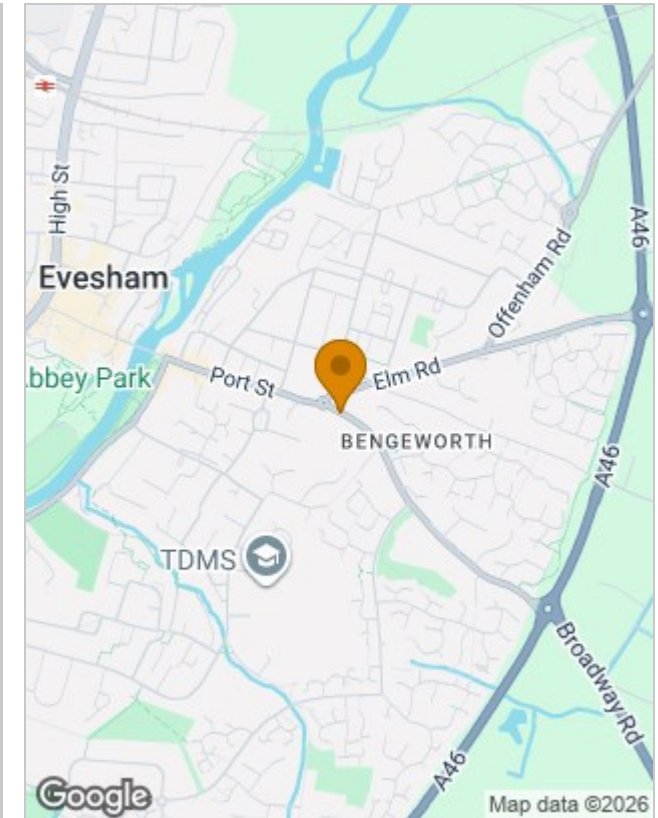 High St
A46
Offenham Rd
Evesham
Abbey Park
Port St
Elm Rd
BENGEWORTH
A46
TDMS
Broadway Rd
A46
Google
Map data ©2026